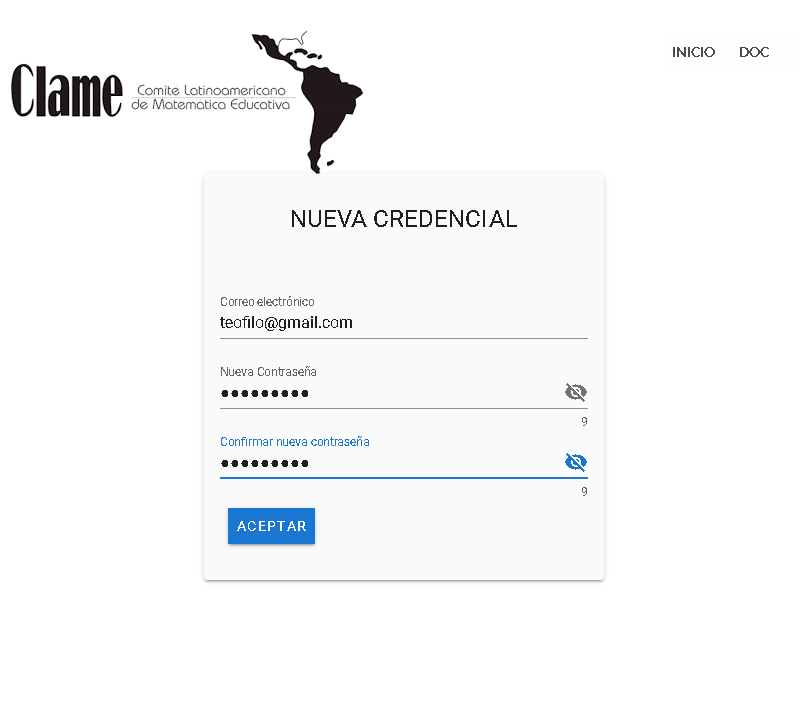 INICIO DOC
Clame Comite Latinoamericano
de Matematica Educativa
NUEVA CREDENCIAL
Correo electrónico
teofilo@gmail.com
Nueva Contraseña
•••••••••
9
Confirmar nueva contraseña
•••••••••
9
ACEPTAR